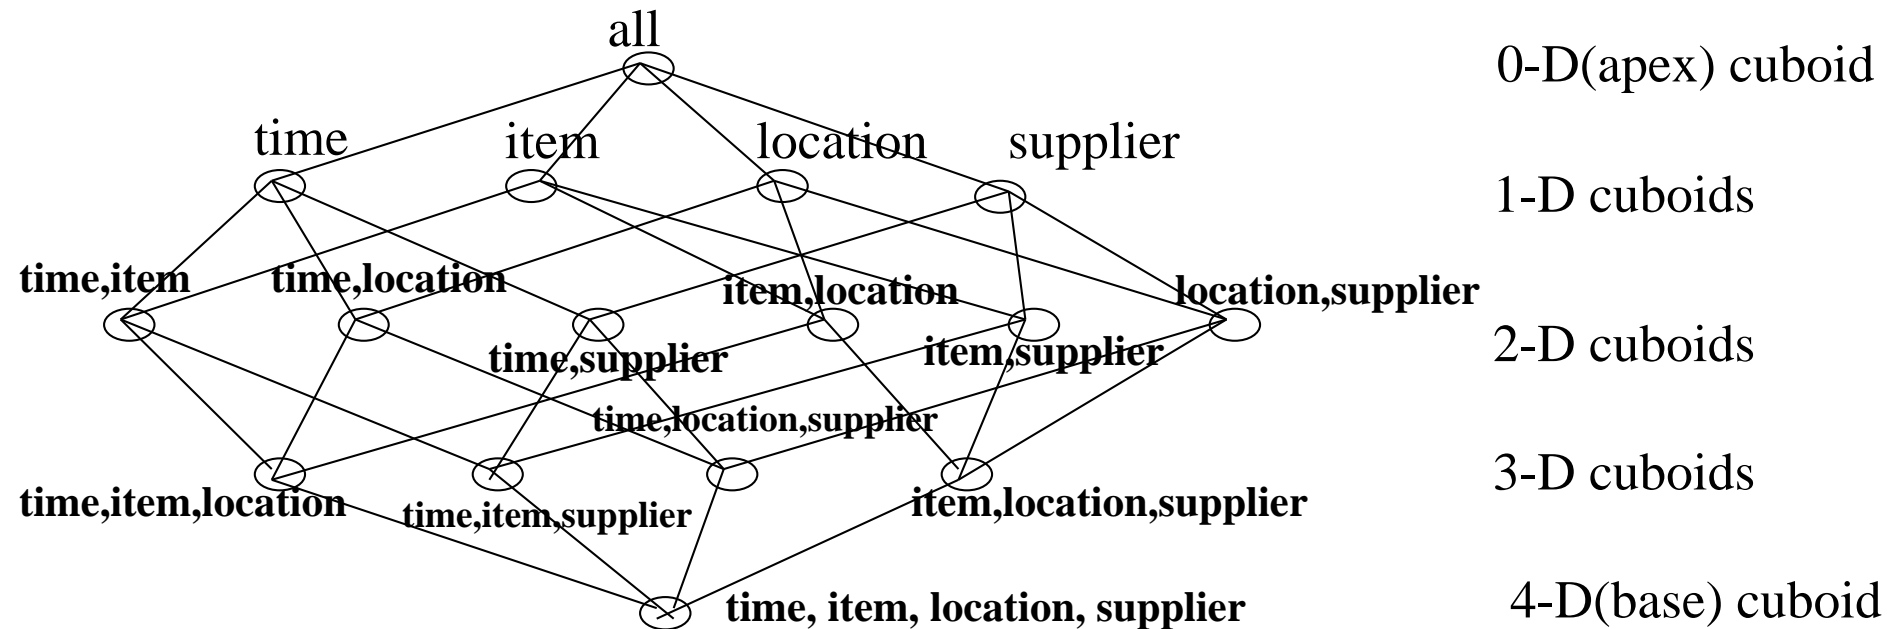 all
0-D(apex) cuboid
time
item
location
supplier
1-D cuboids
time,item
time,location
item,location
location,supplier
time,supplier
item,supplier
2-D cuboids
time,location,supplier
3-D cuboids
time,item,location
time,item,supplier
item,location,supplier
time, item, location, supplier
4-D(base) cuboid